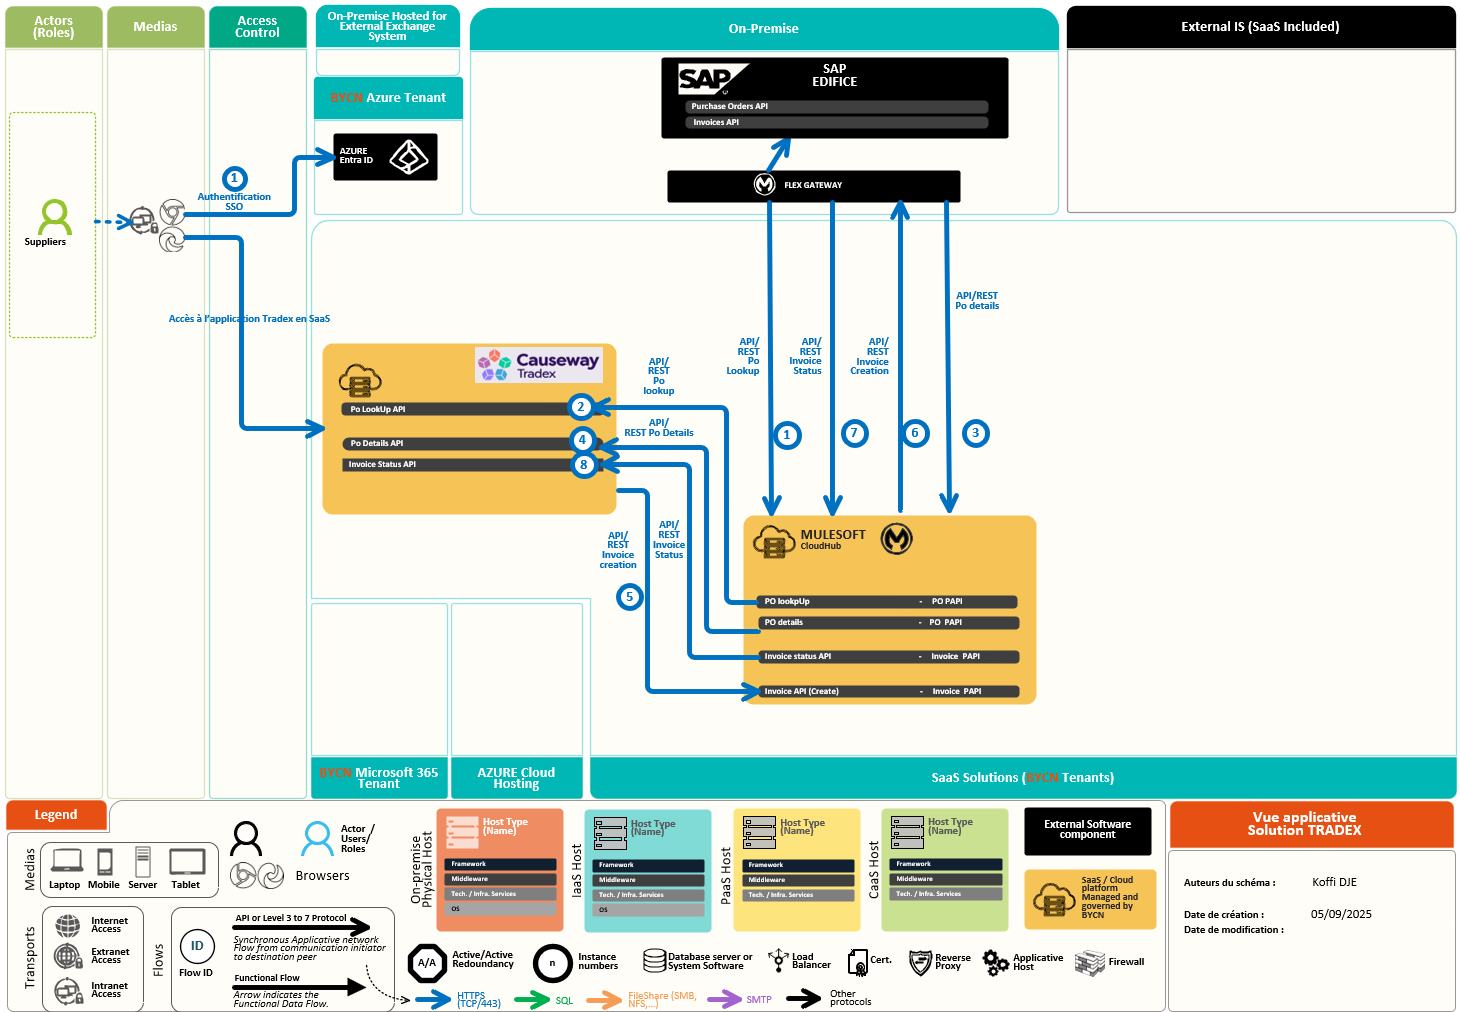 Actors
(Roles)
Medias
Access
Control
On-Premise Hosted for
External Exchange
System
On-Premise
External IS (SaaS Included)
BYCN Azure Tenant
AZURE
Entra ID
SAP
SAP
EDIFICE
Purchase Orders API
Invoices API
FLEX GATEWAY
1
Authentification
SSO
Suppliers
Accès à l'application Tradex en SaaS
API/REST
Po details
API/
REST
Po
Lookup
API/
REST
Invoice
Status
API/
REST
Invoice
Creation
1
7
6
3
Causeway
Tradex
Po LookUp API
2
Po Details API
4
Invoice Status API
8
API/
REST
Po
lookup
API/
REST Po Details
API/
REST
Invoice
creation
API/
REST
Invoice
Status
5
MULESOFT
CloudHub
PO lookpUp - PO PAPI
PO details - PO PAPI
Invoice status API - Invoice PAPI
Invoice API (Create) - Invoice PAPI
BYCN Microsoft 365
Tenant
AZURE Cloud
Hosting
SaaS Solutions (BYCN Tenants)
Legend
Medias
Laptop
Mobile
Server
Tablet
Actor
Users/
Roles
Browsers
Transports
Internet
Access
Extranet
Access
Intranet
Access
Flows
ID
Flow ID
API or Level 3 to 7 Protocol
Synchronous Applicative network
Flow from communication initiator
to destination peer
Functional Flow
Arrow indicates the
Functional Data Flow.
On-premise
Physical Host
Host Type
(Name)
Framework
Middleware
Tech. / Infra. Services
OS
IaaS Host
Host Type
(Name)
Framework
Middleware
Tech. / Infra. Services
OS
PaaS Host
Host Type
(Name)
Framework
Middleware
Tech. / Infra. Services
CaaS Host
Host Type
(Name)
Framework
Middleware
Tech. / Infra. Services
External Software
component
SaaS / Cloud
platform
Managed and
governed by
BYCN
A/A
Active/Active
Redoundancy
n
Instance
numbers
Database server or
System Software
Load
Balancer
Cert.
Reverse
Proxy
Applicative
Host
Firewall
HTTPS
(TCP/443)
SQL
FileShare (SMB,
NFS,...)
SMTP
Other
protocols
Vue applicative
Solution TRADEX
Auteurs du schéma : Koffi DJE
Date de création : 05/09/2025
Date de modification :